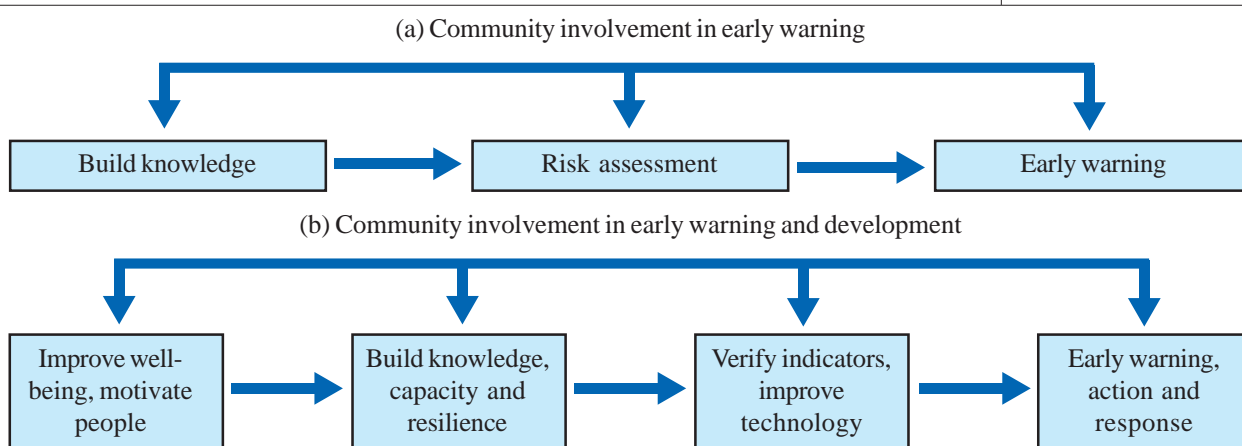 (a) Community involvement in early warning
Build knowledge
Risk assessment
Early warning
(b) Community involvement in early warning and development
Improve well-
being, motivate
people
Build knowledge,
capacity and
resilience
Verify indicators,
improve
technology
Early warning,
action and
response